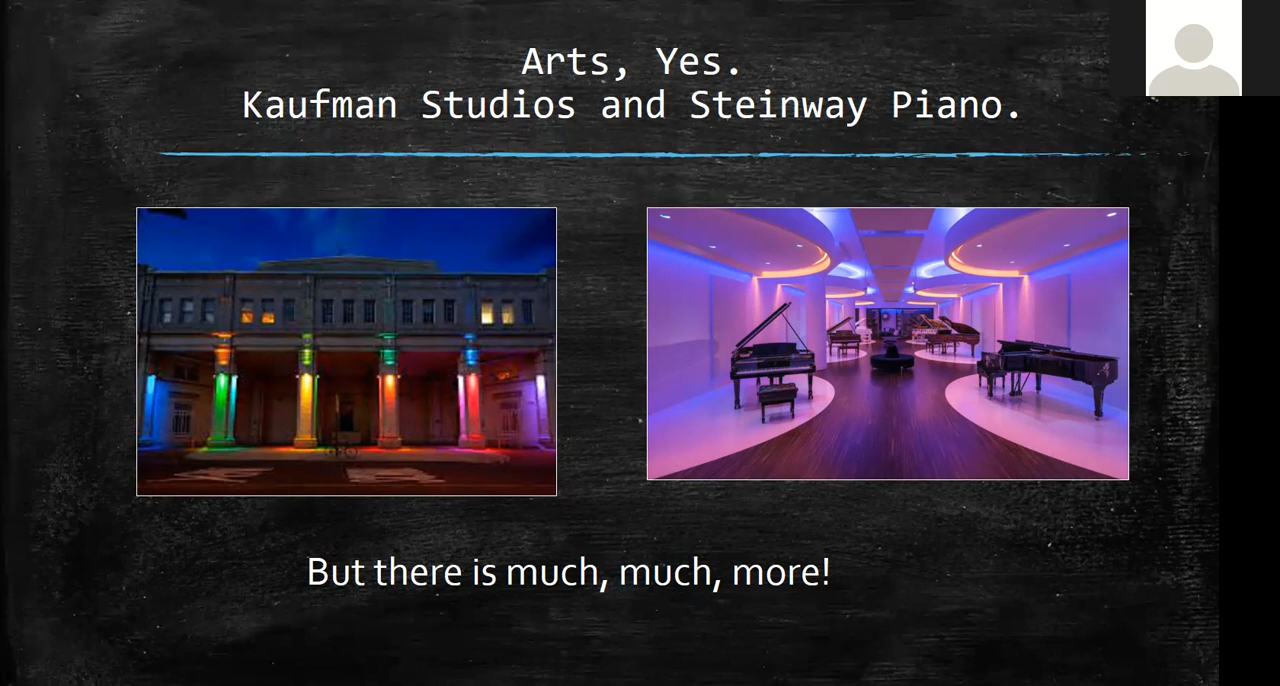 Arts, Yes.
Kaufman Studios and Steinway Piano.
But there is much, much, more!